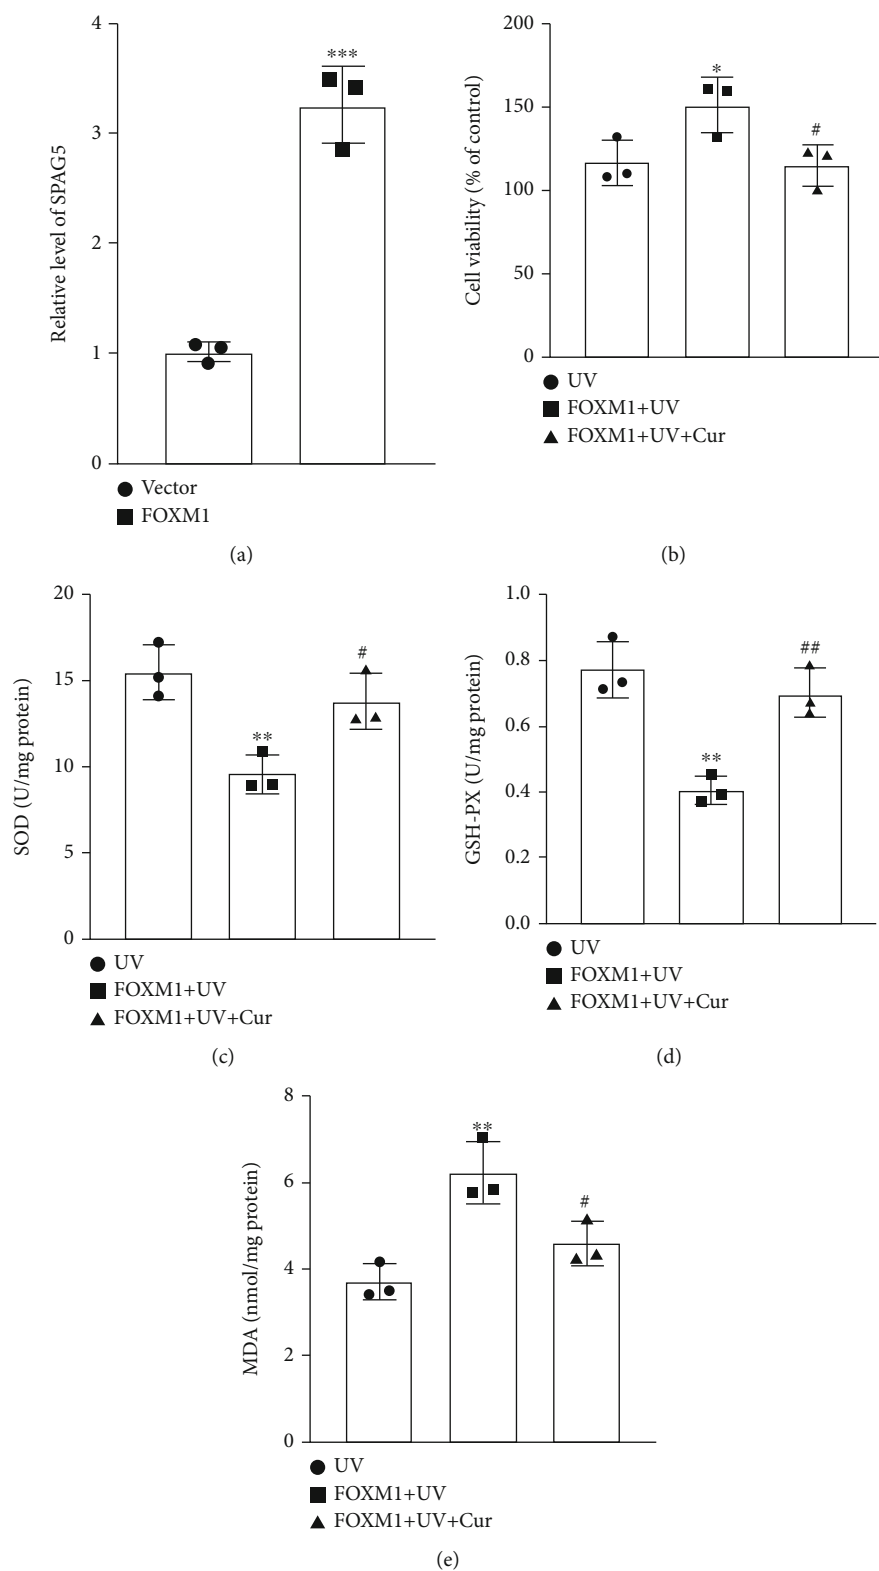 4
3
2
1
0
Relative level of SPAG5
***
Vector
FOXM1
(a)
200
150
100
50
0
Cell viability (% of control)
*
#
UV
FOXM1+UV
FOXM1+UV+Cur
(b)
20
15
10
5
0
SOD (U/mg protein)
**
#
UV
FOXM1+UV
FOXM1+UV+Cur
(c)
1.0
0.8
0.6
0.4
0.2
0.0
GSH-PX (U/mg protein)
**
##
UV
FOXM1+UV
FOXM1+UV+Cur
(d)
8
6
4
2
0
MDA (nmol/mg protein)
**
#
UV
FOXM1+UV
FOXM1+UV+Cur
(e)